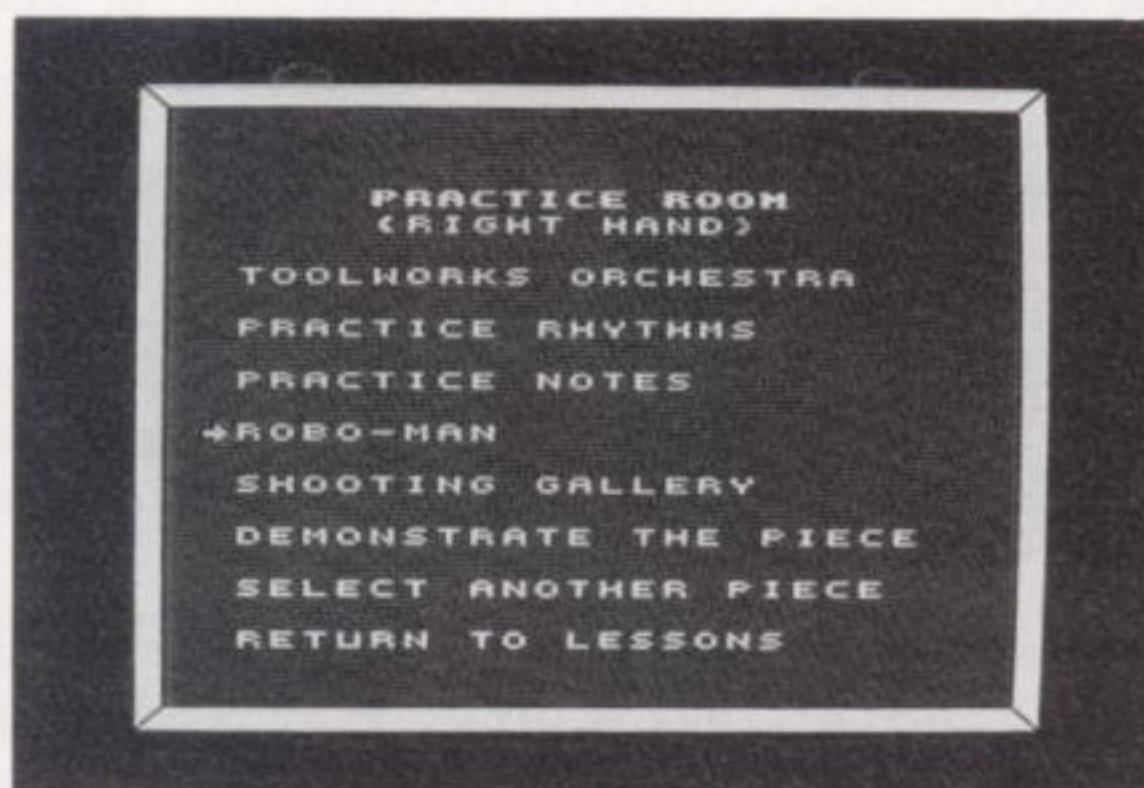 PRACTICE ROOM
(RIGHT HAND)
TOOLWORKS ORCHESTRA
PRACTICE RHYTHMS
PRACTICE NOTES
→ROBO-MAN
SHOOTING GALLERY
DEMONSTRATE THE PIECE
SELECT ANOTHER PIECE
RETURN TO LESSONS